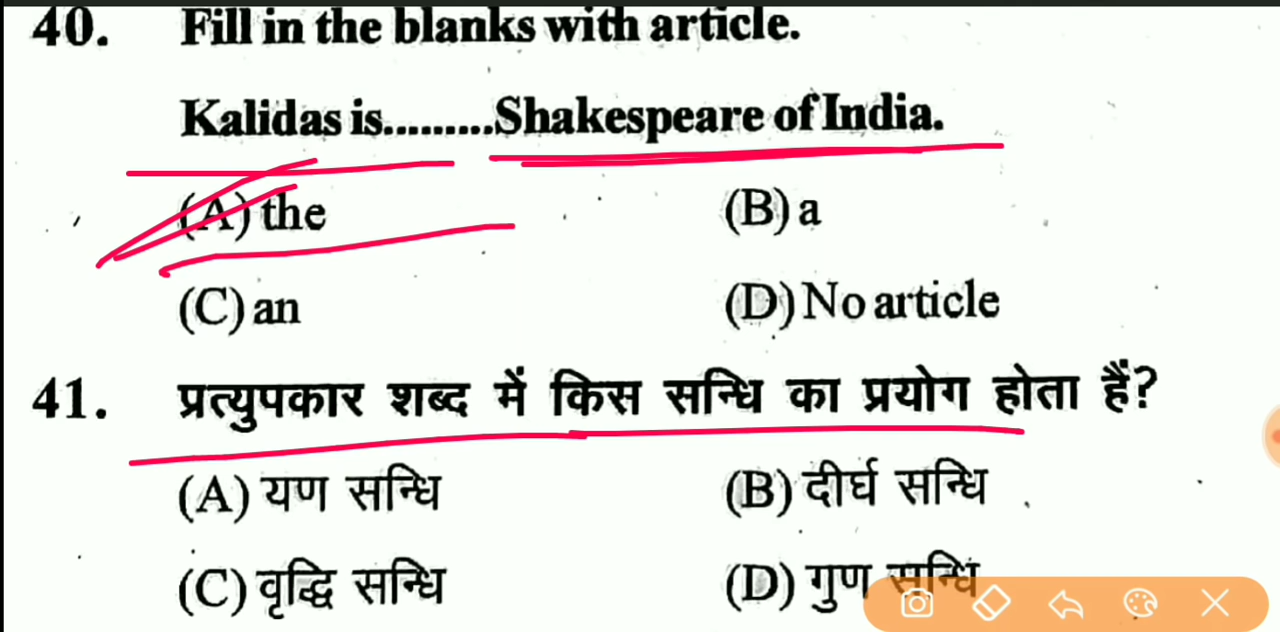 40. Fill in the blanks with article.
Kalidas is.........Shakespeare of India.
(A) the (B) a
(C) an (D) No article
41. प्रत्युपकार शब्द में किस सन्धि का प्रयोग होता हैं?
(A) यण सन्धि (B) दीर्घ सन्धि
(C) वृद्धि सन्धि (D) गुण सन्धि